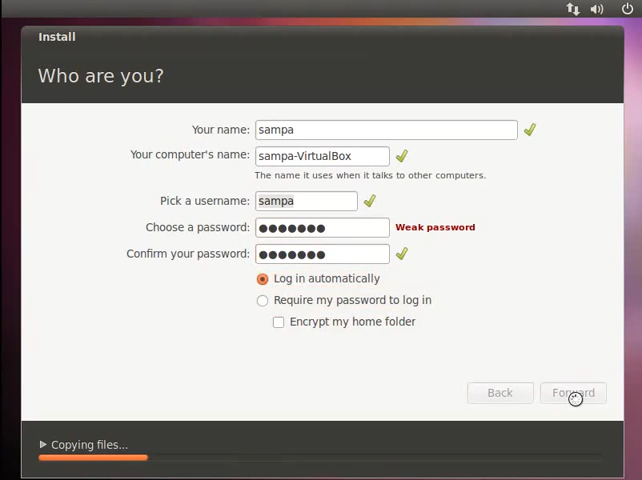 Install
Who are you?
Your name: sampa
Your computer's name: sampa-VirtualBox
The name it uses when it talks to other computers.
Pick a username: sampa
Choose a password: ●●●●●●● Weak password
Confirm your password: ●●●●●●●
Log in automatically
Require my password to log in
Encrypt my home folder
Back Forward
Copying files...